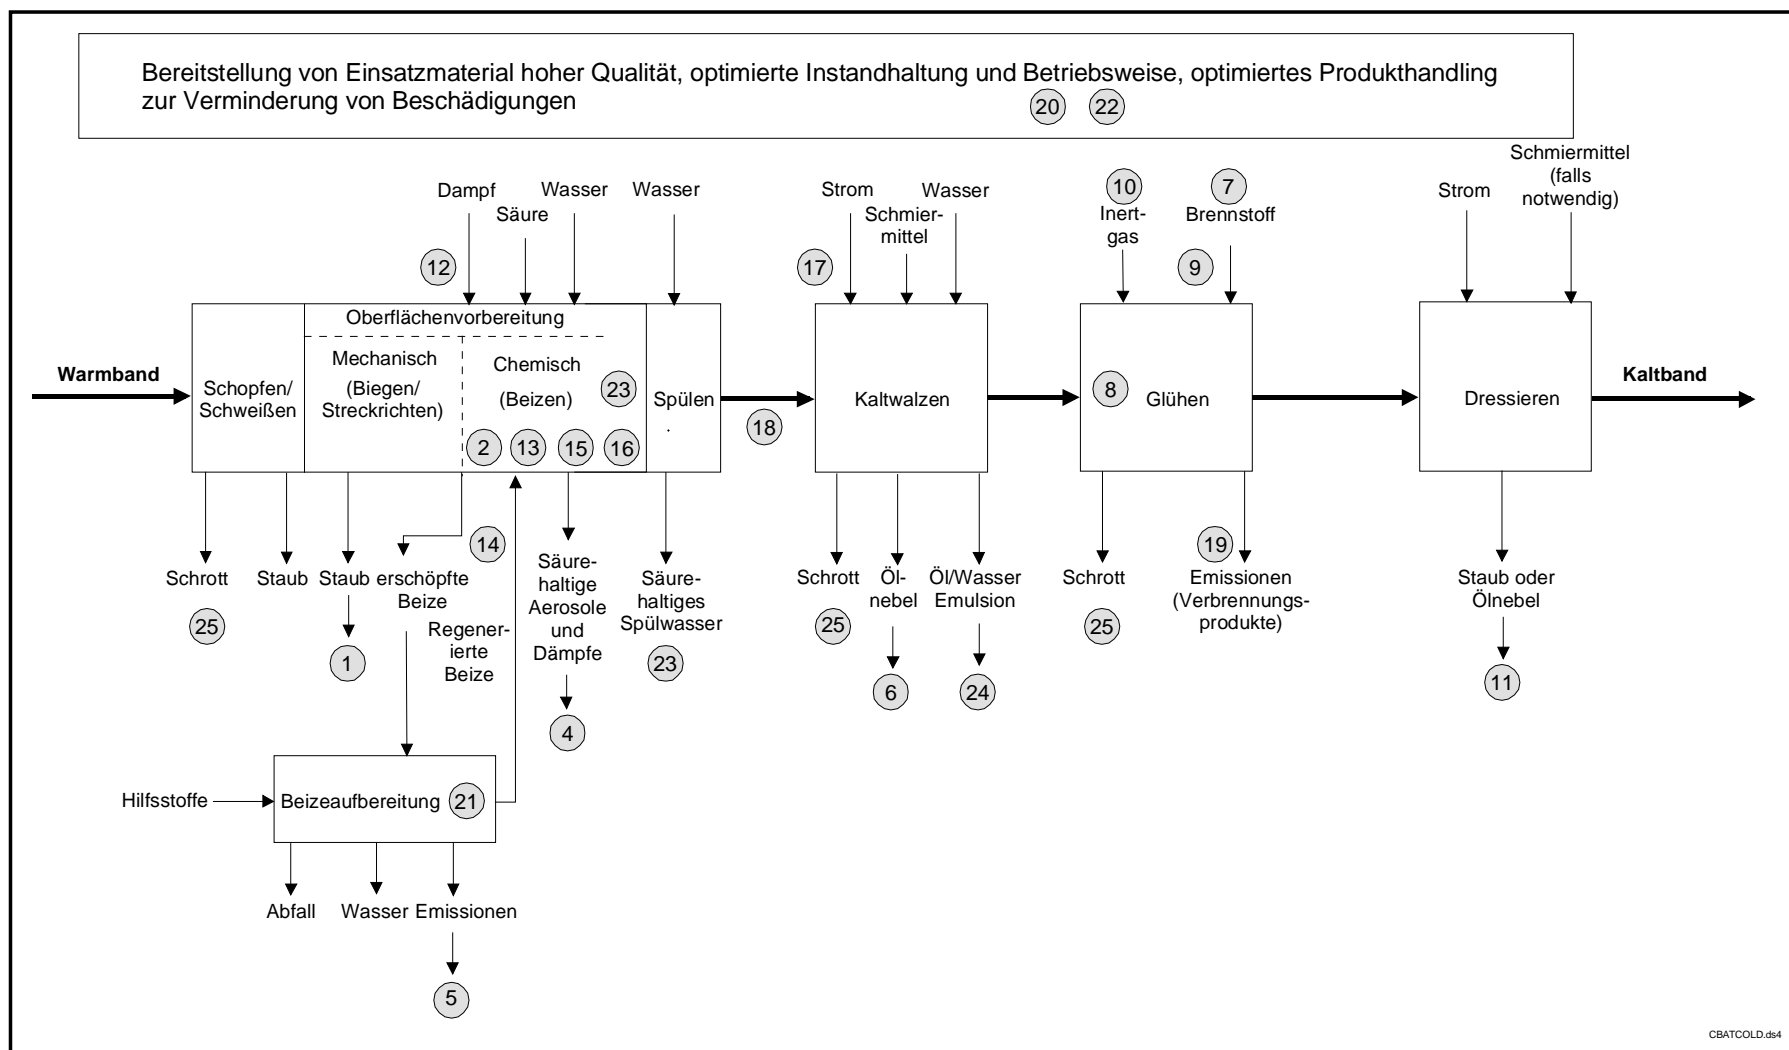 Bereitstellung von Einsatzmaterial hoher Qualität, optimierte Instandhaltung und Betriebsweise, optimiertes Produkthandling
zur Verminderung von Beschädigungen
20 22
Dampf
Säure
Wasser
Wasser
12
Strom
Schmier-
mittel
Wasser
17
10
Inert-
gas
7
Brennstoff
9
Strom
Schmiermittel
(falls
notwendig)
Warmband
Schopfen/
Schweißen
Oberflächenvorbereitung
Mechanisch
(Biegen/
Streckrichten)
Chemisch
(Beizen)
23
2 13 15 16
Spülen
18
Kaltwalzen
8
Glühen
Dressieren
Kaltband
Schrott
25
Staub
Staub
1
14
erschöpfte
Beize
Regener-
ierte
Beize
Säure-
haltige
Aerosole
und
Dämpfe
4
Säure-
haltiges
Spülwasser
23
Schrott
25
Öl-
nebel
6
Öl/Wasser
Emulsion
24
Schrott
25
19
Emissionen
(Verbrennungs-
produkte)
Staub oder
Ölnebel
11
Hilfsstoffe
Beizeaufbereitung
21
Abfall
Wasser
Emissionen
5
CBATCOLD.ds4